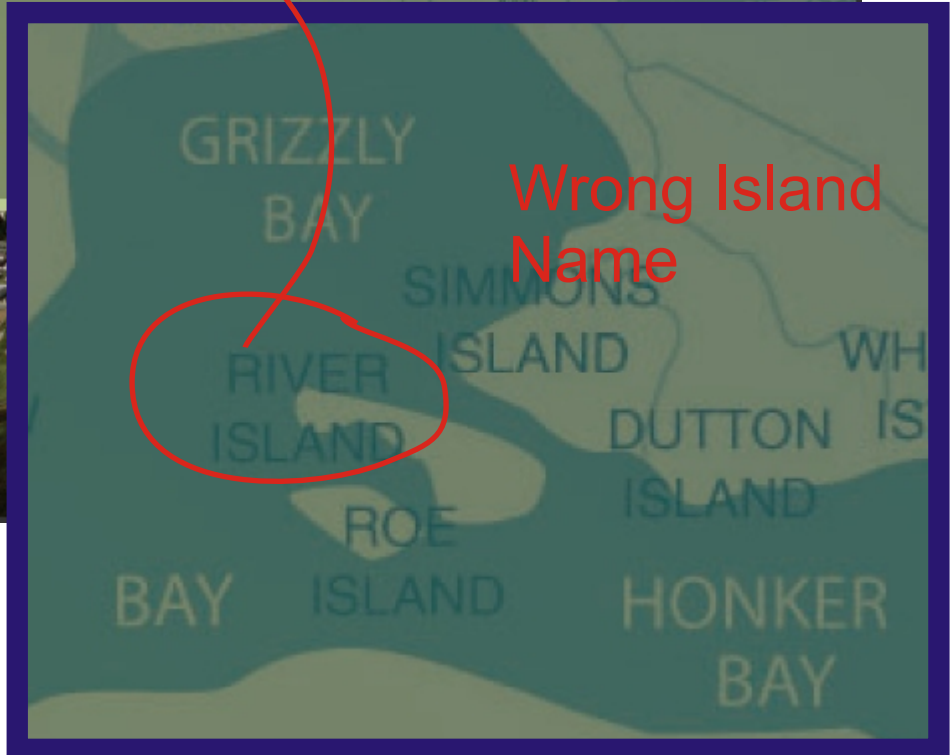 GRIZZLY
BAY
Wrong Island
Name
SIMMONS
ISLAND
RIVER
ISLAND
WH
IS
DUTTON
ISLAND
ROE
ISLAND
BAY
HONKER
BAY